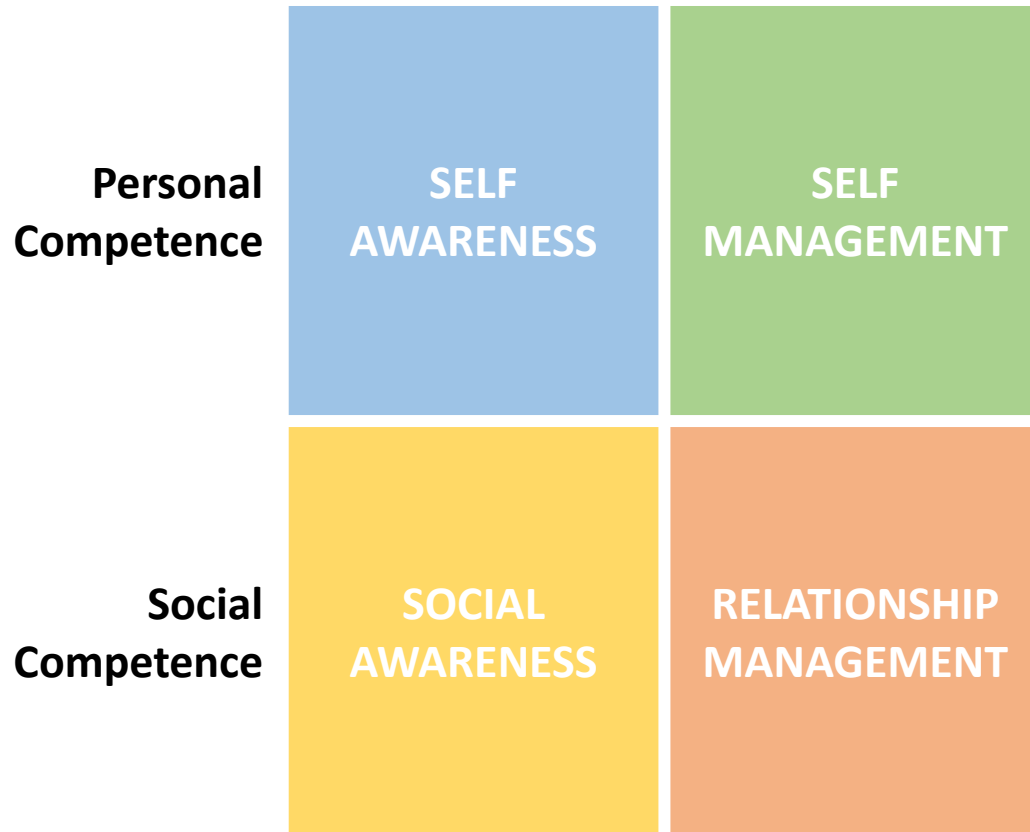 Personal
Competence
SELF
AWARENESS
SELF
MANAGEMENT
Social
Competence
SOCIAL
AWARENESS
RELATIONSHIP
MANAGEMENT